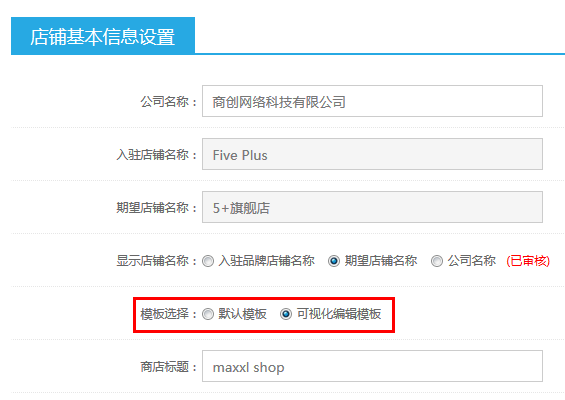 店铺基本信息设置
公司名称： 商创网络科技有限公司
入驻店铺名称： Five Plus
期望店铺名称： 5+旗舰店
显示店铺名称： 入驻品牌店铺名称 期望店铺名称 公司名称 (已审核)
模板选择： 默认模板 可视化编辑模板
商店标题： maxxl shop